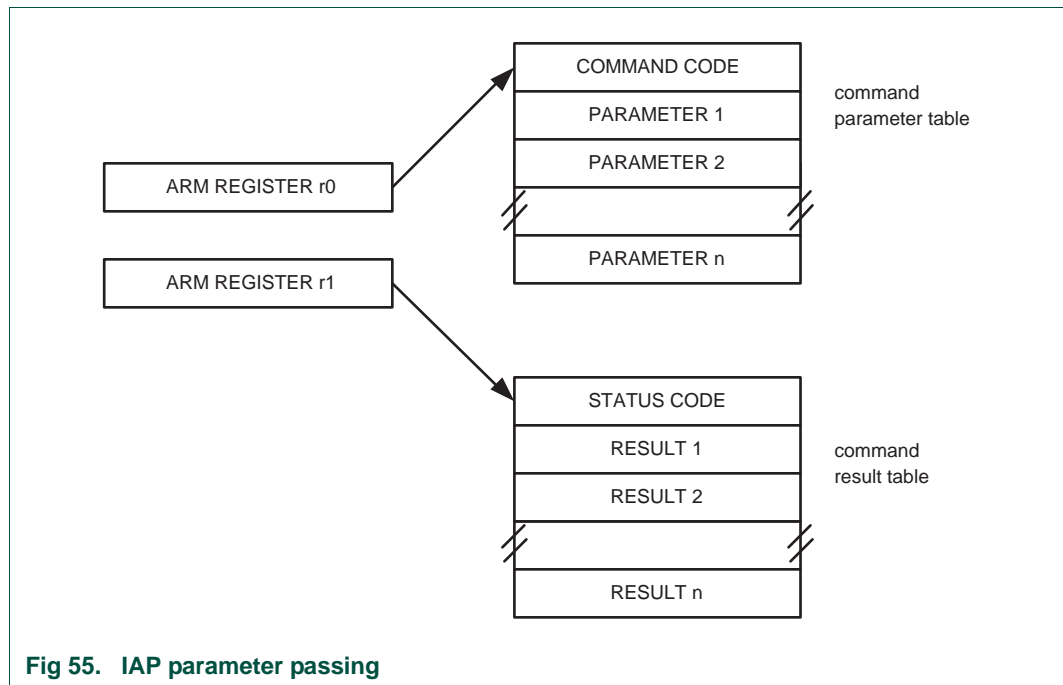 COMMAND CODE
PARAMETER 1
PARAMETER 2
PARAMETER n
command
parameter table
ARM REGISTER r0
ARM REGISTER r1
STATUS CODE
RESULT 1
RESULT 2
RESULT n
command
result table
Fig 55. IAP parameter passing